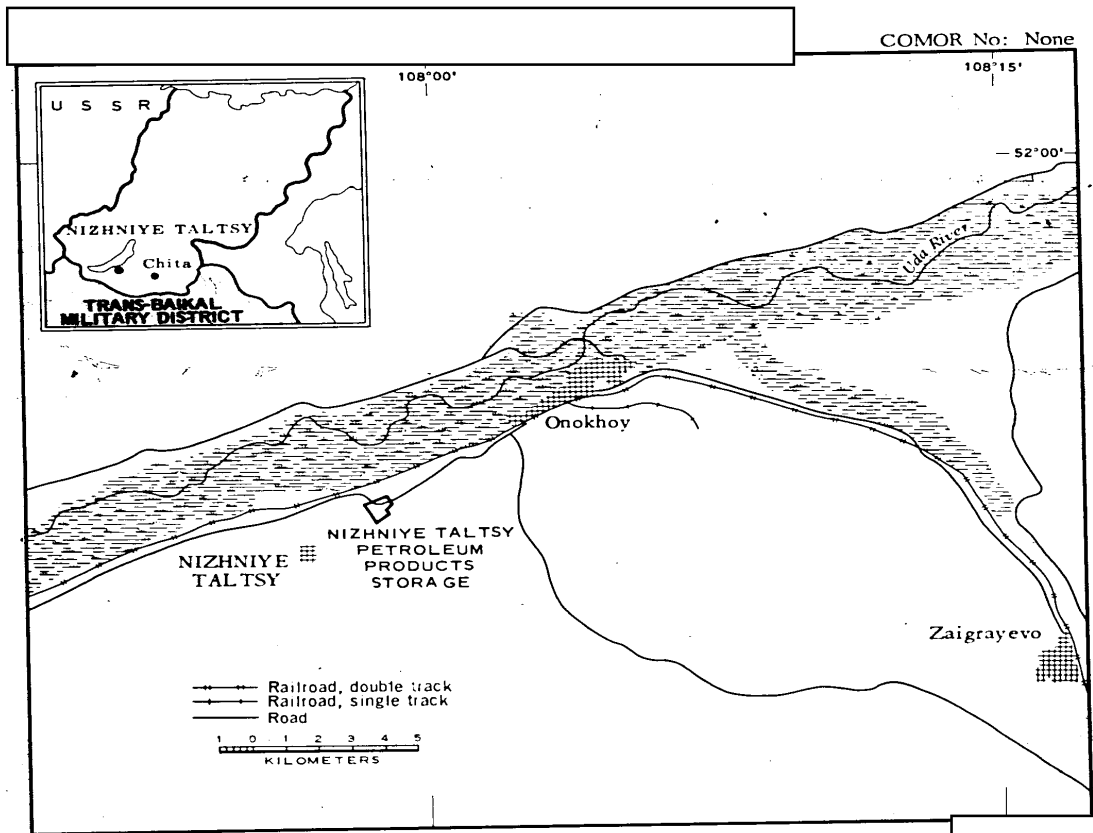 COMOR No: None
108°00'
108°15'
52°00'
U S S R
NIZHNIYE TALTSY
Chita
TRANS-BAIKAL
MILITARY DISTRICT
Uda River
Onokhoy
NIZHNIYE TALTSY
PETROLEUM
PRODUCTS
STORAGE
NIZHNIYE
TALTSY
Zaigrayevo
Railroad, double track
Railroad, single track
Road
1 0 1 2 3 4 5
KILOMETERS